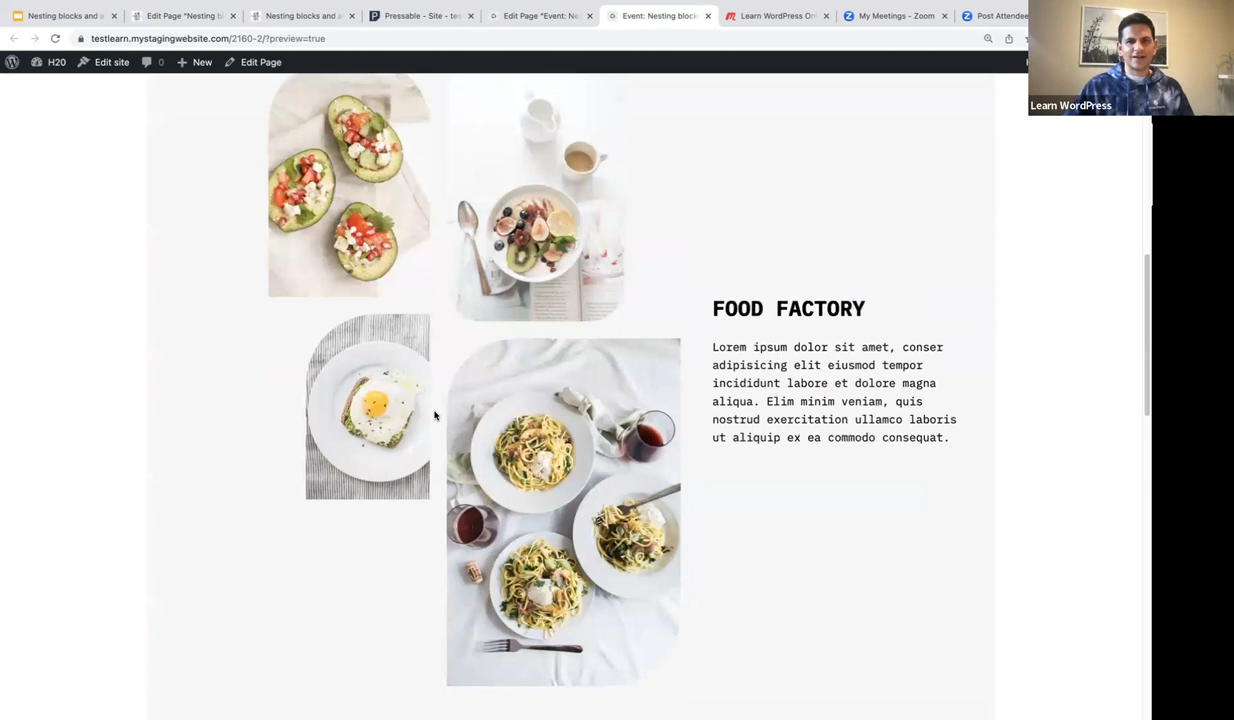 Nesting blocks and a
Edit Page "Nesting bl
Nesting blocks and a
Pressable - Site - tes
Edit Page "Event: Ne
Event: Nesting block
Learn WordPress On
My Meetings - Zoom
Post Attendee
testlearn.mystagingwebsite.com/2160-2/?preview=true
H20
Edit site
0
New
Edit Page
H
Learn WordPress
FOOD FACTORY
Lorem ipsum dolor sit amet, conser
adipisicing elit eiusmod tempor
incididunt labore et dolore magna
aliqua. Elim minim veniam, quis
nostrud exercitation ullamco laboris
ut aliquip ex ea commodo consequat.